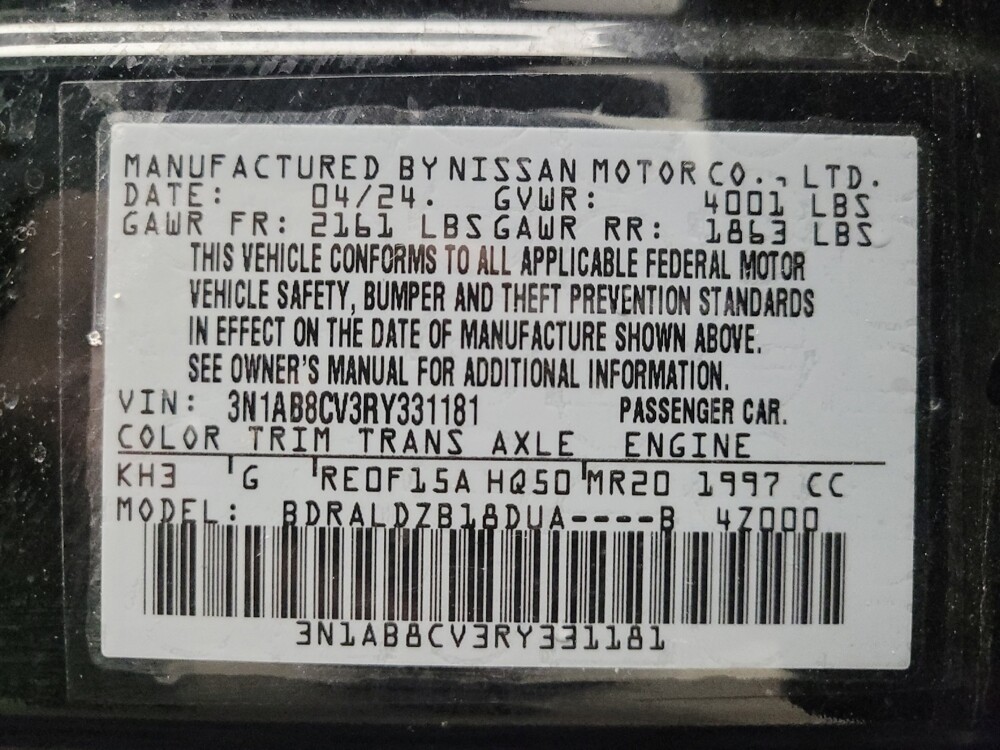 MANUFACTURED BY NISSAN MOTOR CO., LTD.
DATE: 04/24. GVWR: 4001 LBS
GAWR FR: 2161 LBS GAWR RR: 1863 LBS
THIS VEHICLE CONFORMS TO ALL APPLICABLE FEDERAL MOTOR
VEHICLE SAFETY, BUMPER AND THEFT PREVENTION STANDARDS
IN EFFECT ON THE DATE OF MANUFACTURE SHOWN ABOVE.
SEE OWNER'S MANUAL FOR ADDITIONAL INFORMATION.
VIN: 3N1AB8CV3RY331181 PASSENGER CAR.
COLOR TRIM TRANS AXLE ENGINE
KH3 G RE0F15A HQ50 MR20 1997 CC
MODEL: BDRALDZB18DUA----B 4Z000
3N1AB8CV3RY331181